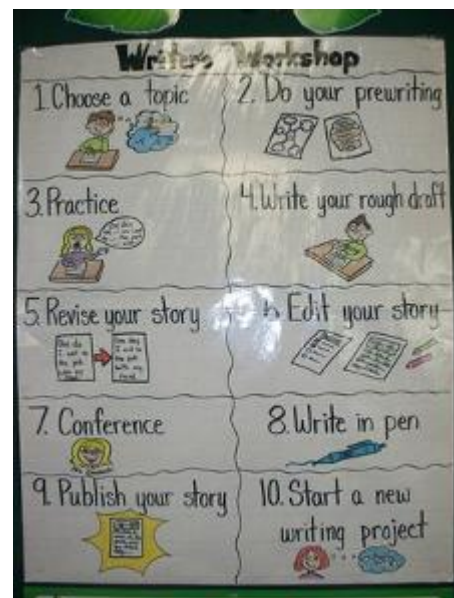 Writer's Workshop
1. Choose a topic
2. Do your prewriting
3. Practice
4. Write your rough draft
5. Revise your story
6. Edit your story
7. Conference
8. Write in pen
9. Publish your story
10. Start a new
writing project